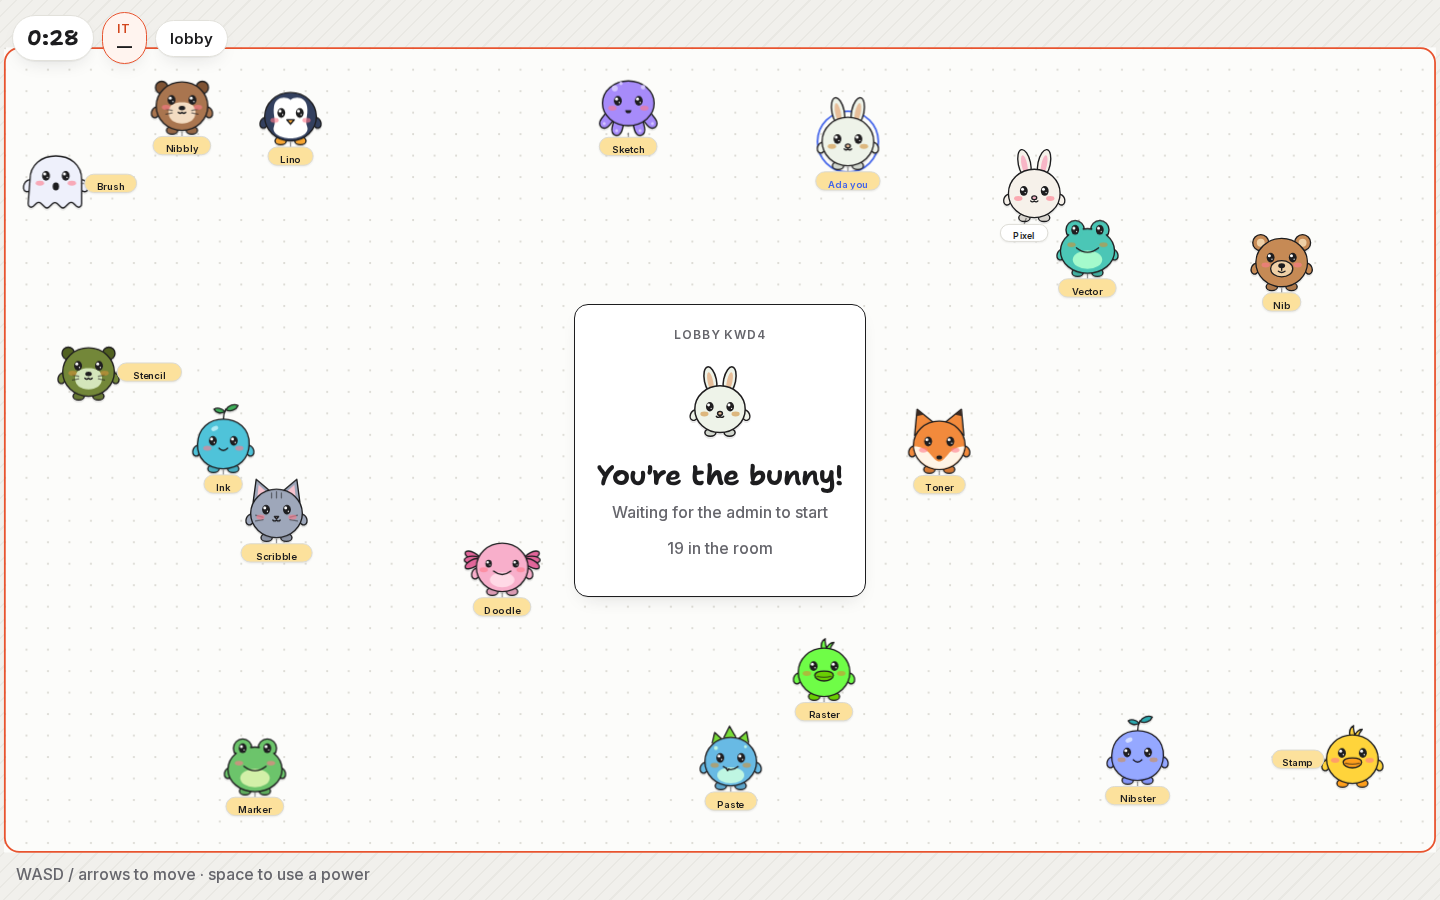 0:28
IT
—
lobby
Nibbly
Lino
Sketch
Brush
Ada you
Pixel
Vector
Nib
LOBBY KWD4
Stencil
You're the bunny!
Waiting for the admin to start
19 in the room
Ink
Toner
Scribble
Doodle
Raster
Stamp
Nibster
Paste
Marker
WASD / arrows to move · space to use a power